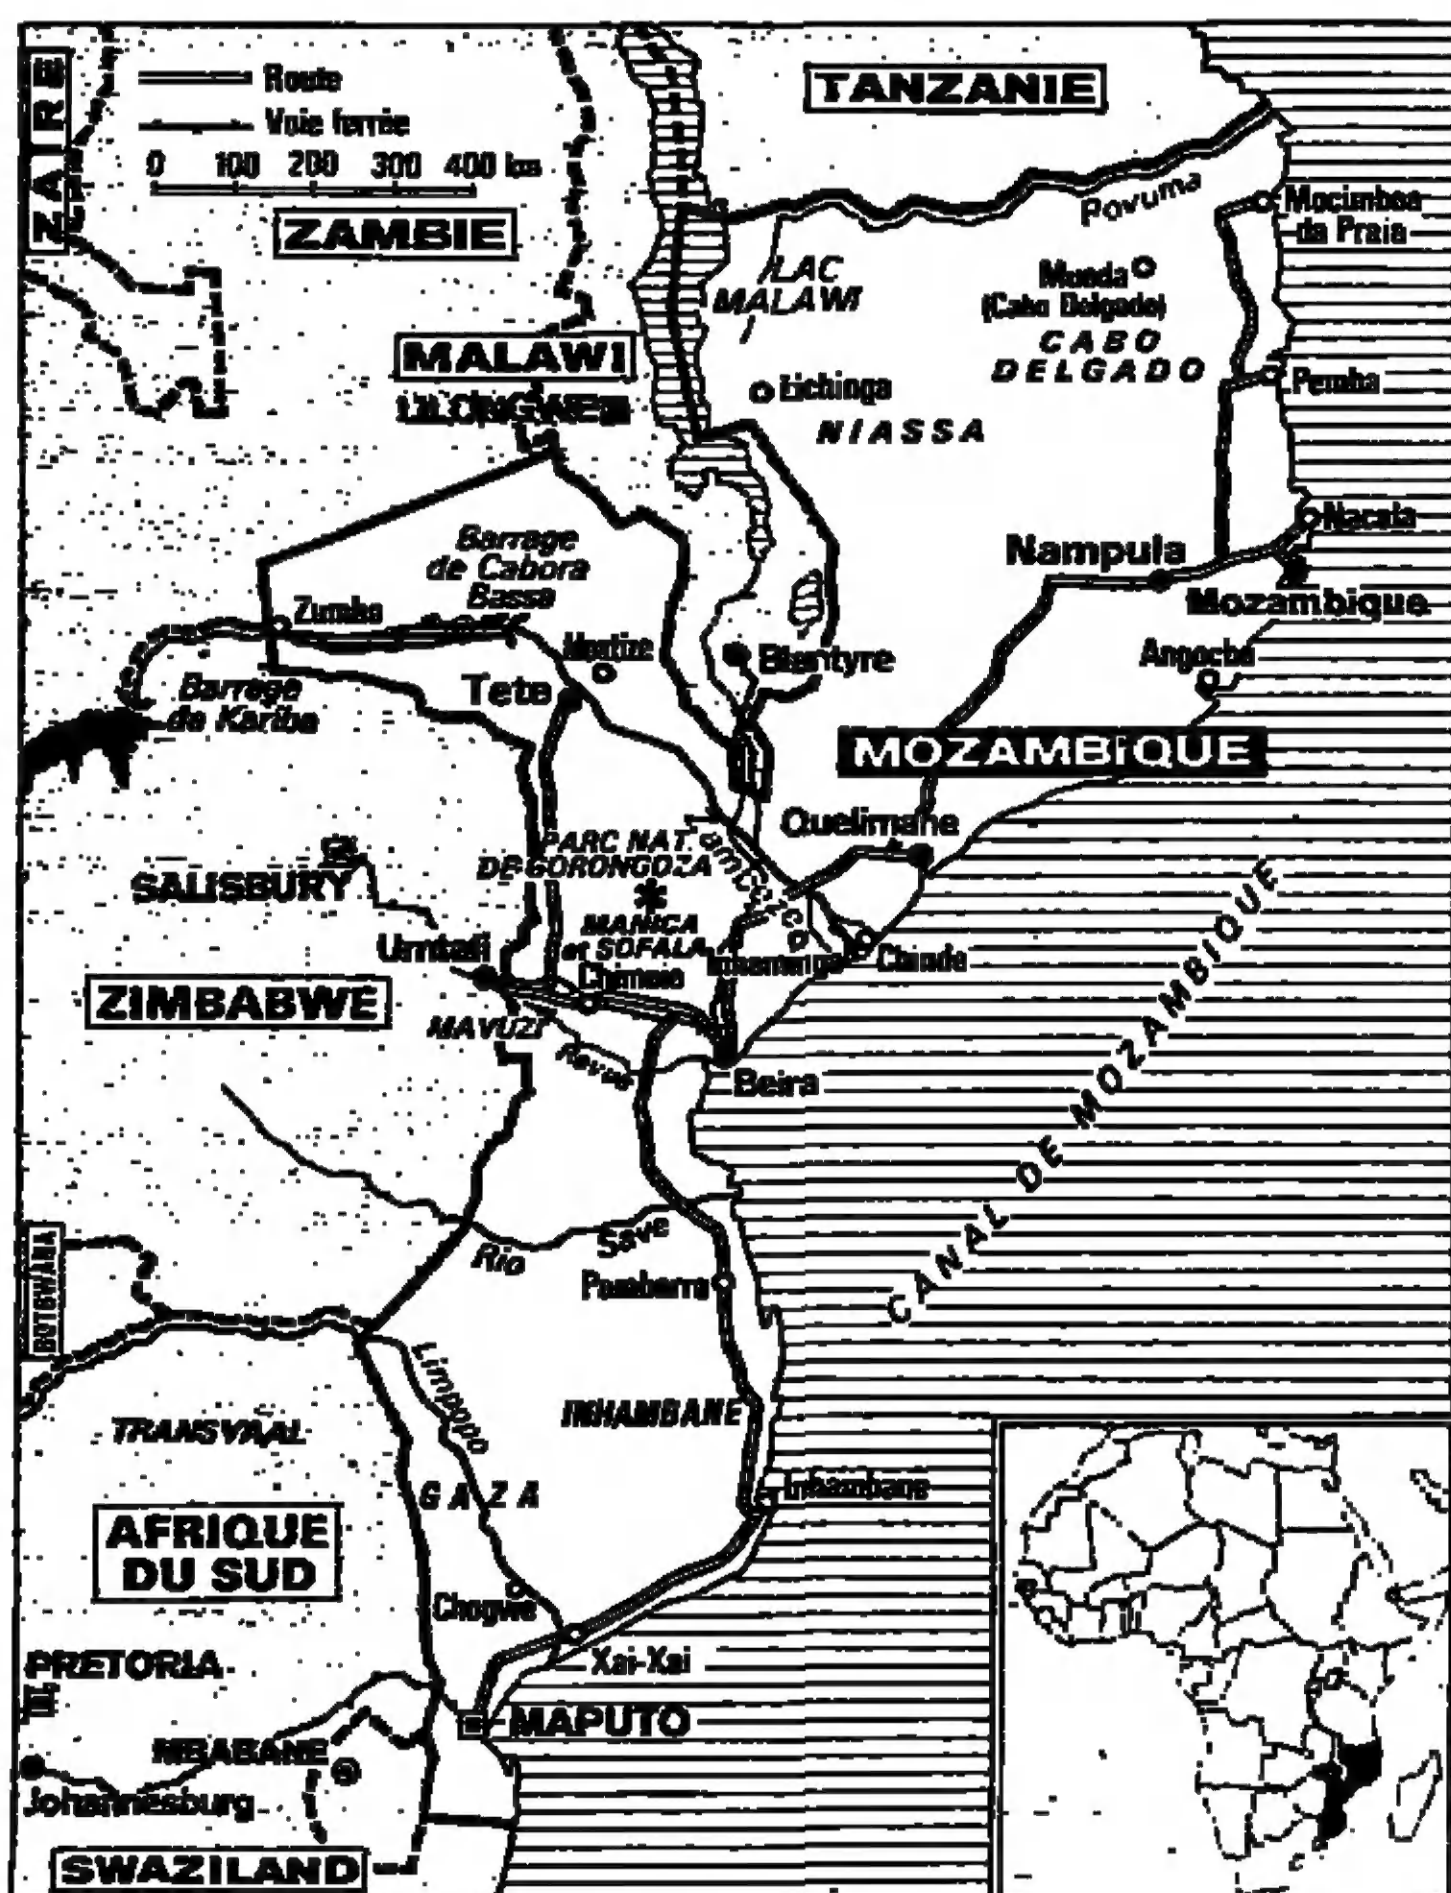 ZAIRE
Route
Voie ferrée
0 100 200 300 400 km
TANZANIE
ZAMBIE
Rovuma
Mocimboa
da Praia
LAC
MALAWI
Mueda
(Cabo Delgado)
CABO
DELGADO
MALAWI
Lichinga
Pemba
NIASSA
Nacala
Barrage
de Cabora
Bassa
Nampula
Mozambique
Zumbo
Moatize
Blantyre
Angoche
Barrage
de Kariba
Tete
MOZAMBiQUE
Quelimane
PARC NAT.
DE GORONGOZA
SALISBURY
MANICA
et SOFALA
Umtali
Chinde
Chimoio
ZIMBABWE
MAVUZI
Revue
Beira
CANAL DE MOZAMBIQUE
Rio
Save
BOTSWANA
Limpopo
INHAMBANE
TRANSVAAL
GAZA
Inhambane
AFRIQUE
DU SUD
Xai-Xai
PRETORIA
MAPUTO
MBABANE
Johannesburg
SWAZILAND